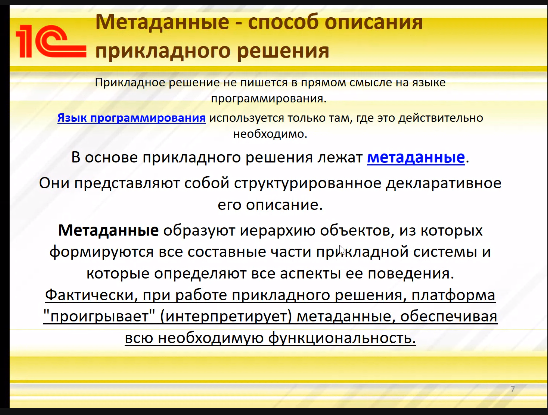 Метаданные - способ описания
прикладного решения
1С
Прикладное решение не пишется в прямом смысле на языке
программирования.
Язык программирования используется только там, где это действительно
необходимо.
В основе прикладного решения лежат метаданные.
Они представляют собой структурированное декларативное
его описание.
Метаданные образуют иерархию объектов, из которых
формируются все составные части прикладной системы и
которые определяют все аспекты ее поведения.
Фактически, при работе прикладного решения, платформа
"проигрывает" (интерпретирует) метаданные, обеспечивая
всю необходимую функциональность.
7